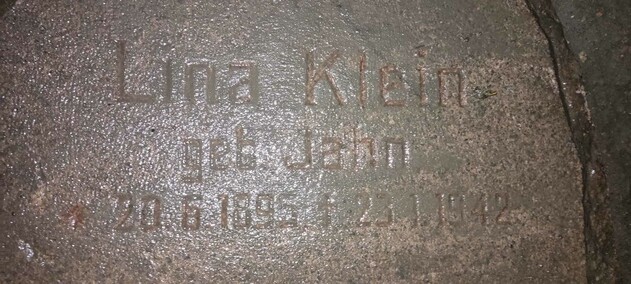 Lina Klein
geb Jahn
* 20.6.1895 † 23.1.1942